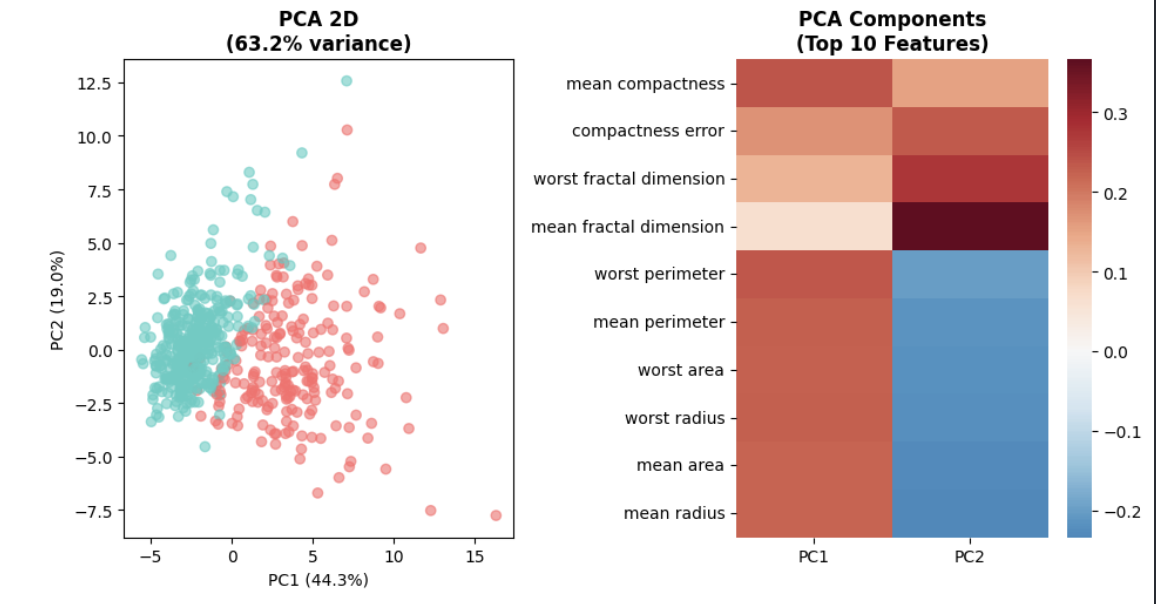 PCA 2D
(63.2% variance)
12.5
10.0
7.5
5.0
2.5
0.0
−2.5
−5.0
−7.5
PC2 (19.0%)
−5
0
5
10
15
PC1 (44.3%)
PCA Components
(Top 10 Features)
mean compactness
compactness error
worst fractal dimension
mean fractal dimension
worst perimeter
mean perimeter
worst area
worst radius
mean area
mean radius
PC1
PC2
0.3
0.2
0.1
0.0
−0.1
−0.2